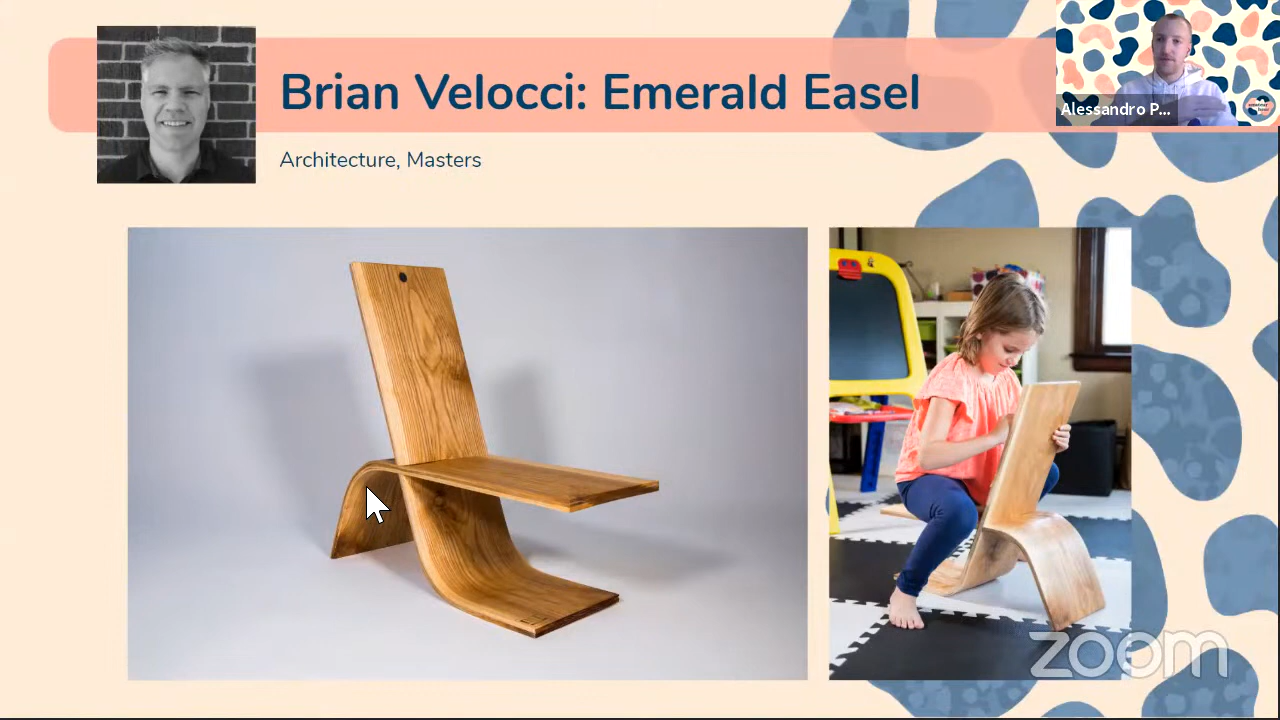 Brian Velocci: Emerald Easel
Architecture, Masters
Alessandro P...
zoom